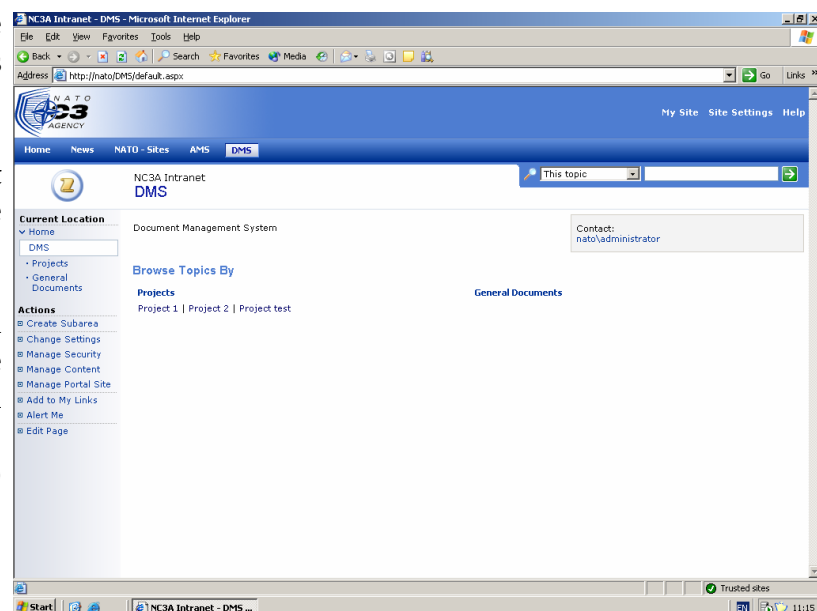 NC3A Intranet - DMS - Microsoft Internet Explorer
File Edit View Favorites Tools Help
Back Search Favorites Media
Address http://nato/DMS/default.aspx Go Links »
NATO
C3
AGENCY
My Site Site Settings Help
Home News NATO - Sites AMS DMS
NC3A Intranet
DMS
This topic
Current Location
Home
DMS
Projects
General
Documents
Actions
Create Subarea
Change Settings
Manage Security
Manage Content
Manage Portal Site
Add to My Links
Alert Me
Edit Page
Document Management System
Contact:
nato\administrator
Browse Topics By
Projects
Project 1 | Project 2 | Project test
General Documents
Trusted sites
Start NC3A Intranet - DMS ... EN 11:15